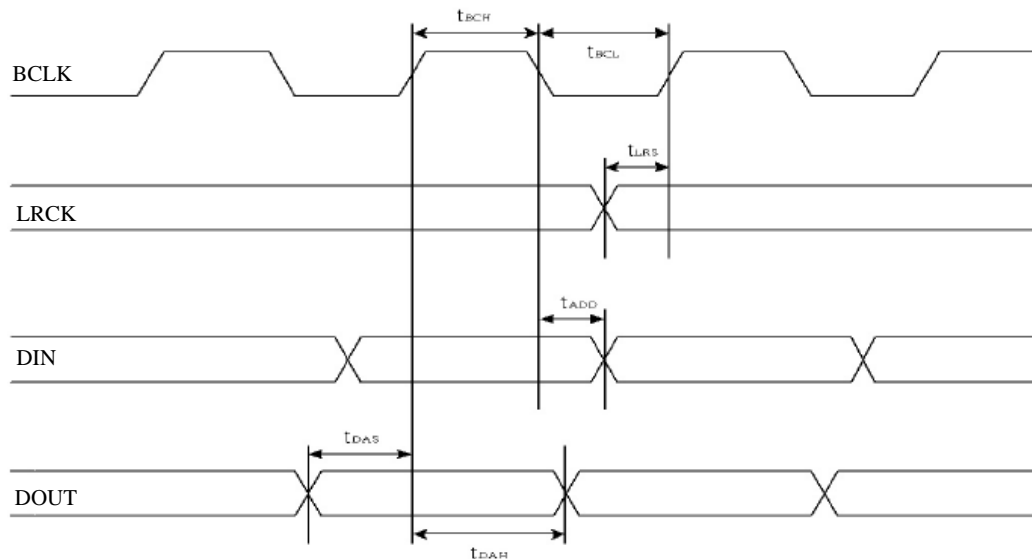 tBCH
tBCL
BCLK
tLRS
LRCK
tADD
DIN
tDAS
DOUT
tDAH